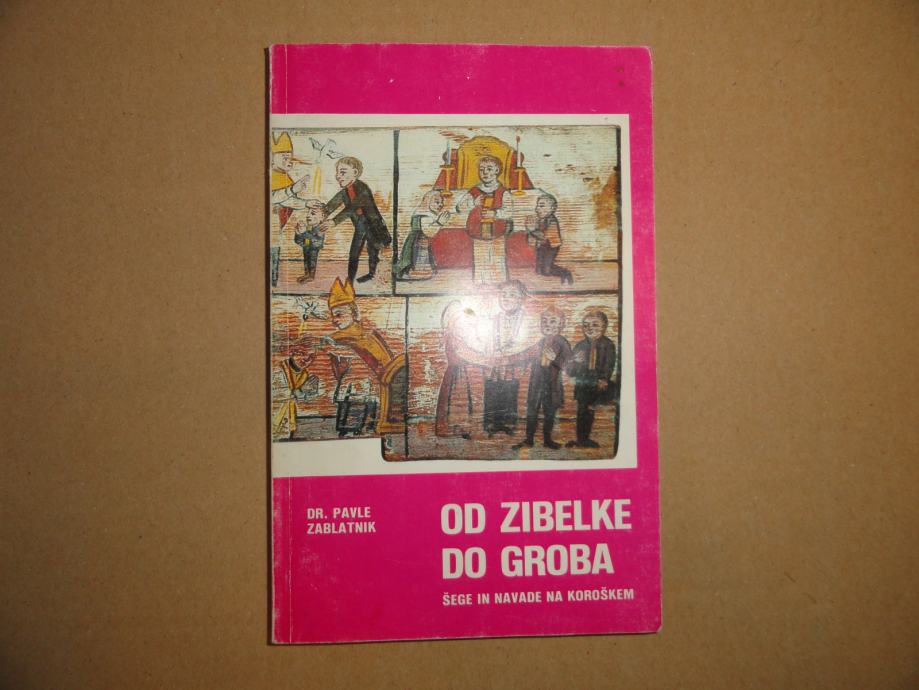 DR. PAVLE
ZABLATNIK
OD ZIBELKE
DO GROBA
ŠEGE IN NAVADE NA KOROŠKEM